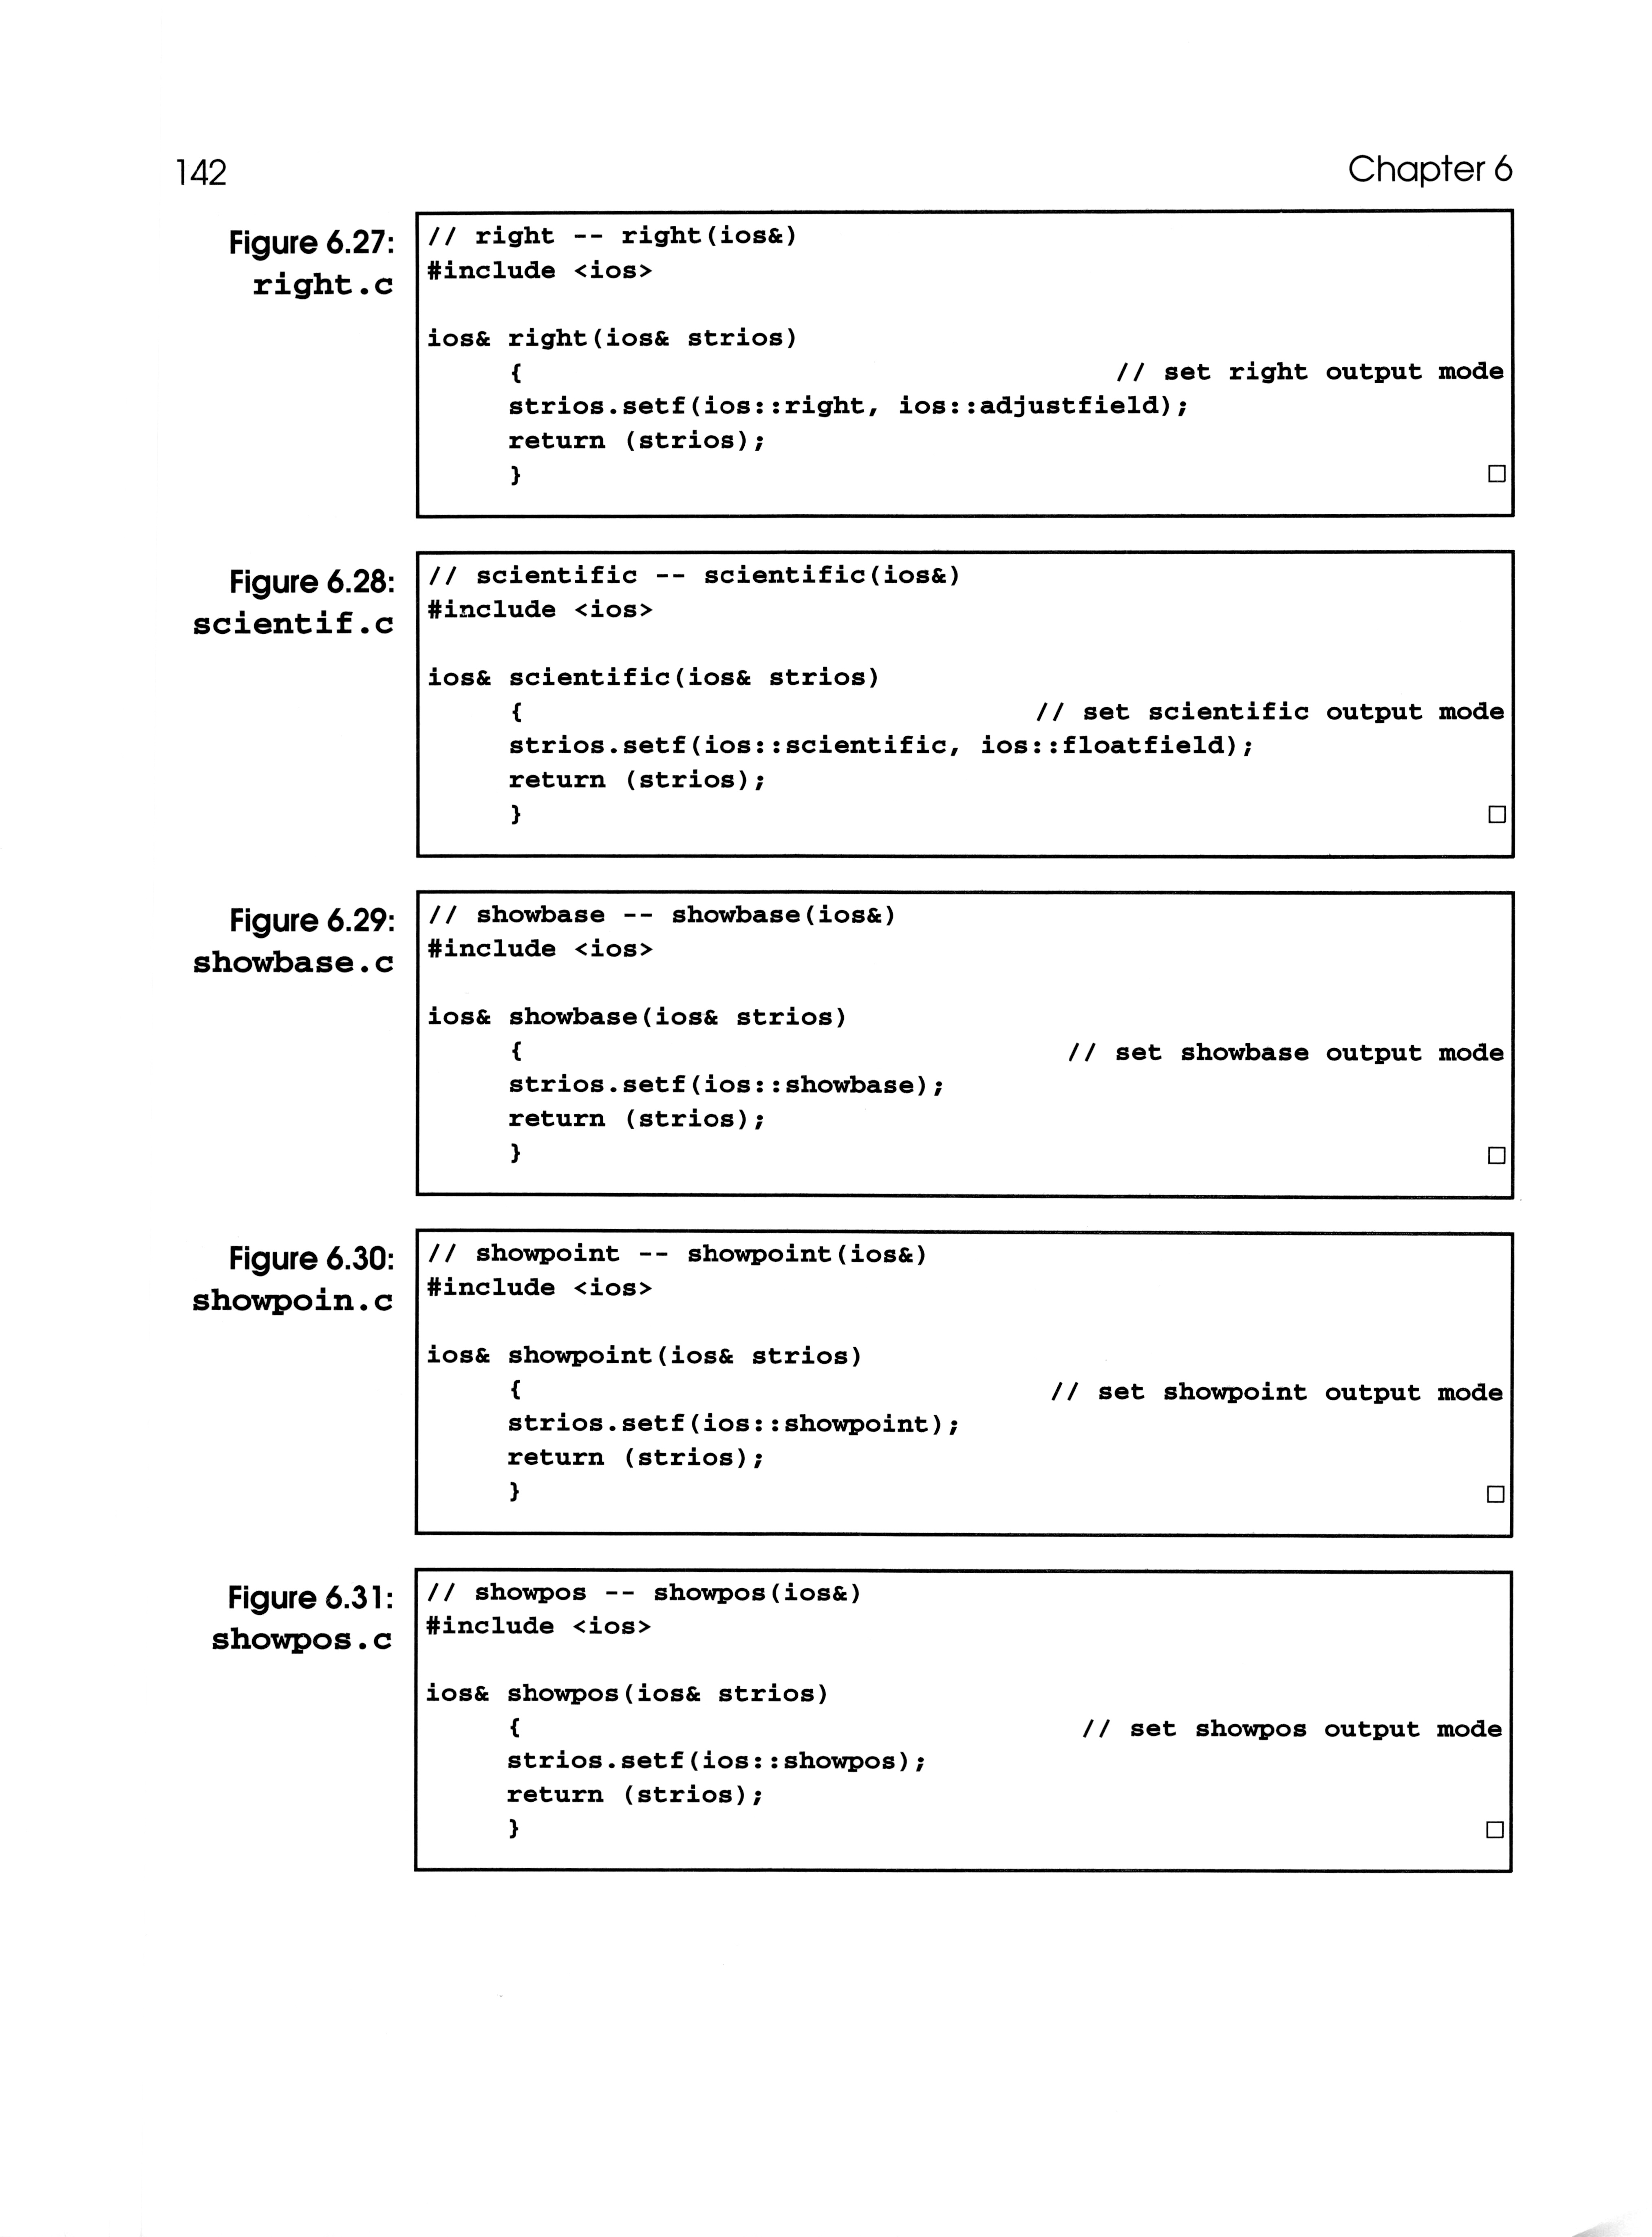 142 Chapter 6
Figure 6.27:
right.c
// right -- right(ios&)
#include <ios>
ios& right(ios& strios)
{ // set right output mode
strios.setf(ios::right, ios::adjustfield);
return (strios);
} □
Figure 6.28:
scientif.c
// scientific -- scientific(ios&)
#include <ios>
ios& scientific(ios& strios)
{ // set scientific output mode
strios.setf(ios::scientific, ios::floatfield);
return (strios);
} □
Figure 6.29:
showbase.c
// showbase -- showbase(ios&)
#include <ios>
ios& showbase(ios& strios)
{ // set showbase output mode
strios.setf(ios::showbase);
return (strios);
} □
Figure 6.30:
showpoin.c
// showpoint -- showpoint(ios&)
#include <ios>
ios& showpoint(ios& strios)
{ // set showpoint output mode
strios.setf(ios::showpoint);
return (strios);
} □
Figure 6.31:
showpos.c
// showpos -- showpos(ios&)
#include <ios>
ios& showpos(ios& strios)
{ // set showpos output mode
strios.setf(ios::showpos);
return (strios);
} □